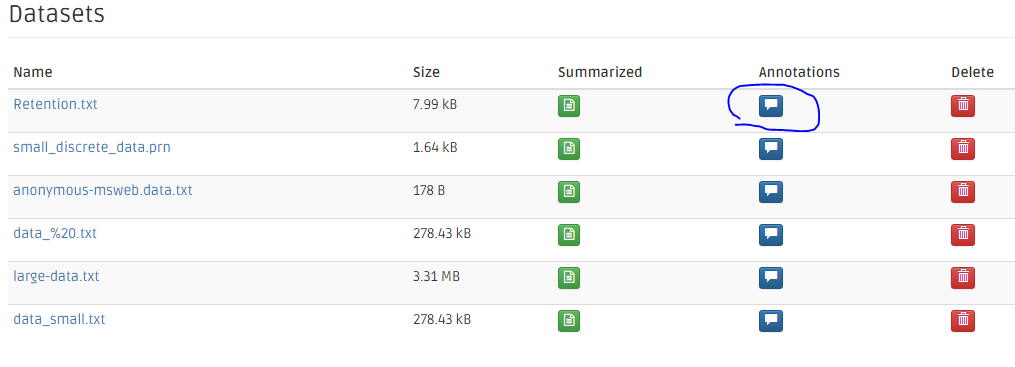 Datasets
Name Size Summarized Annotations Delete
Retention.txt 7.99 kB
small_discrete_data.prn 1.64 kB
anonymous-msweb.data.txt 178 B
data_%20.txt 278.43 kB
large-data.txt 3.31 MB
data_small.txt 278.43 kB